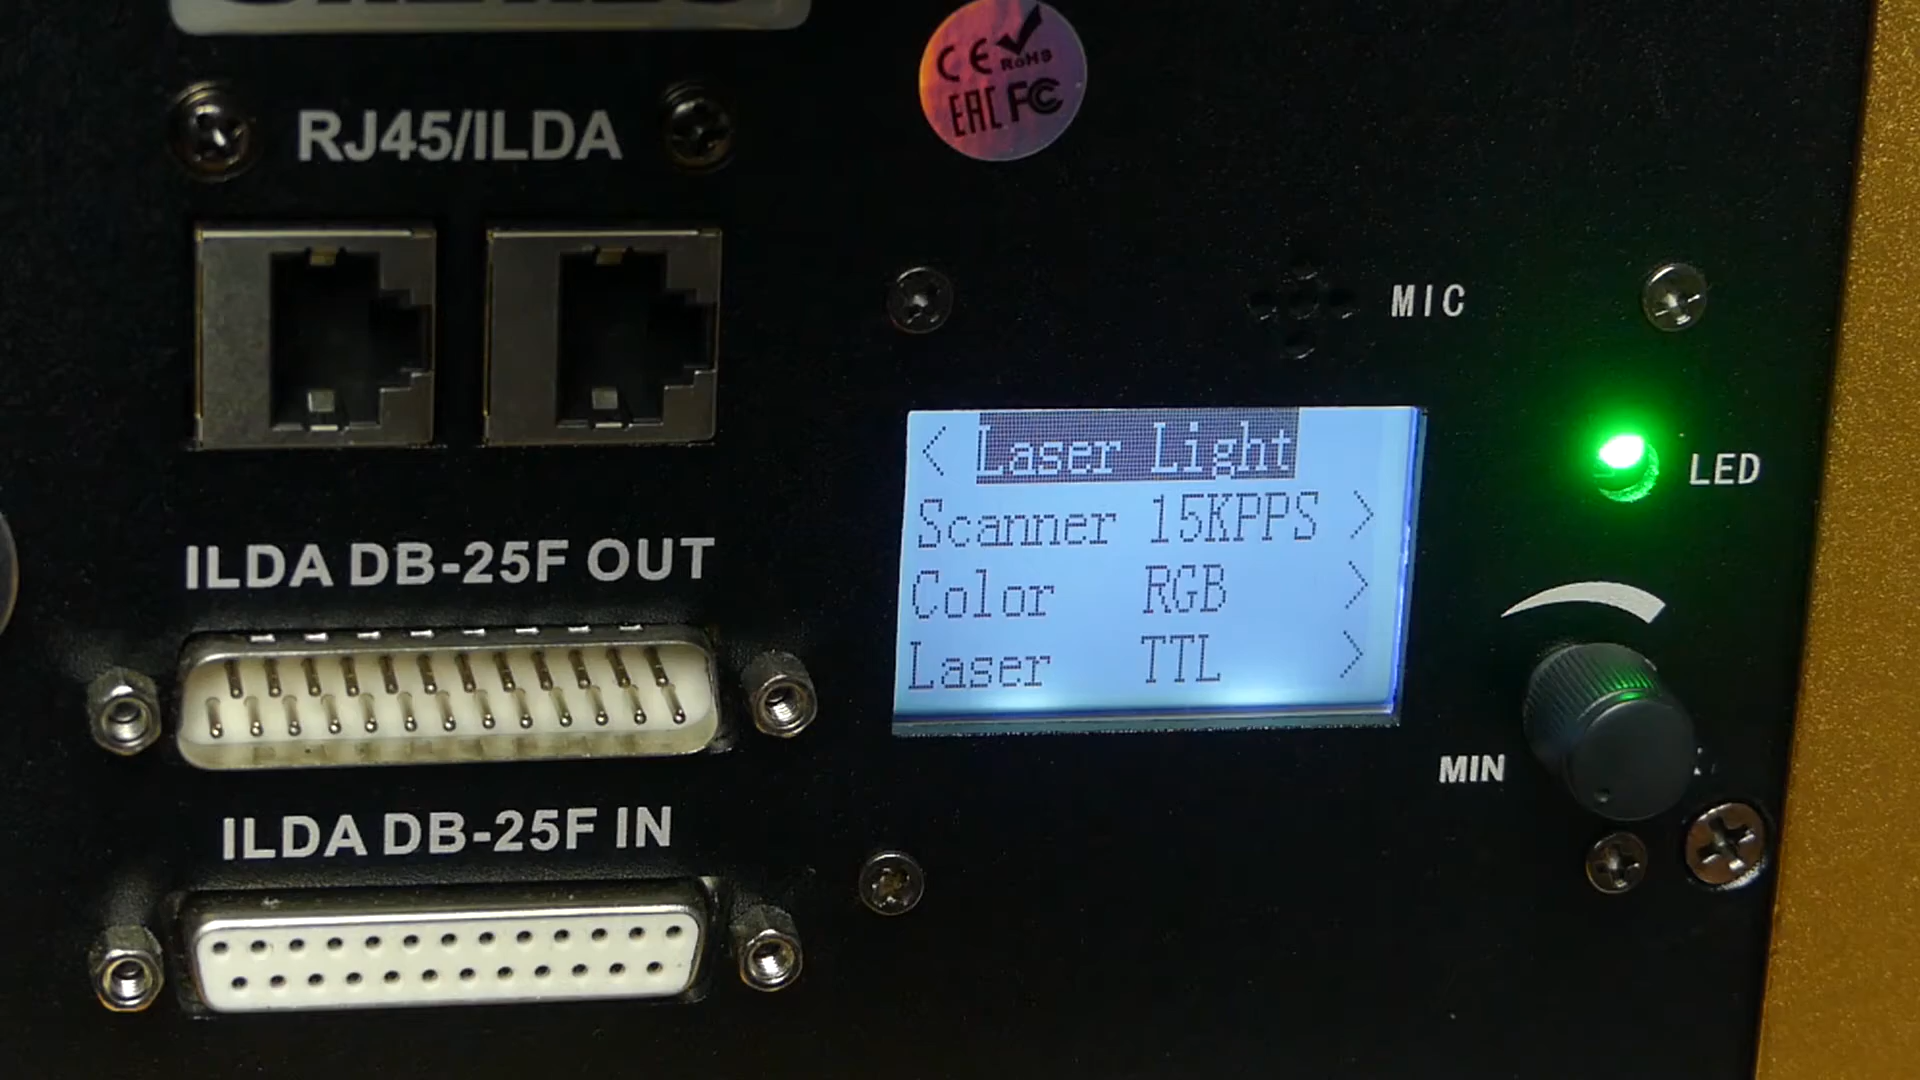 RJ45/ILDA
CE RoHS
EAC FC
MIC
LED
< Laser Light
Scanner 15KPPS >
Color RGB >
Laser TTL >
ILDA DB-25F OUT
MIN
ILDA DB-25F IN